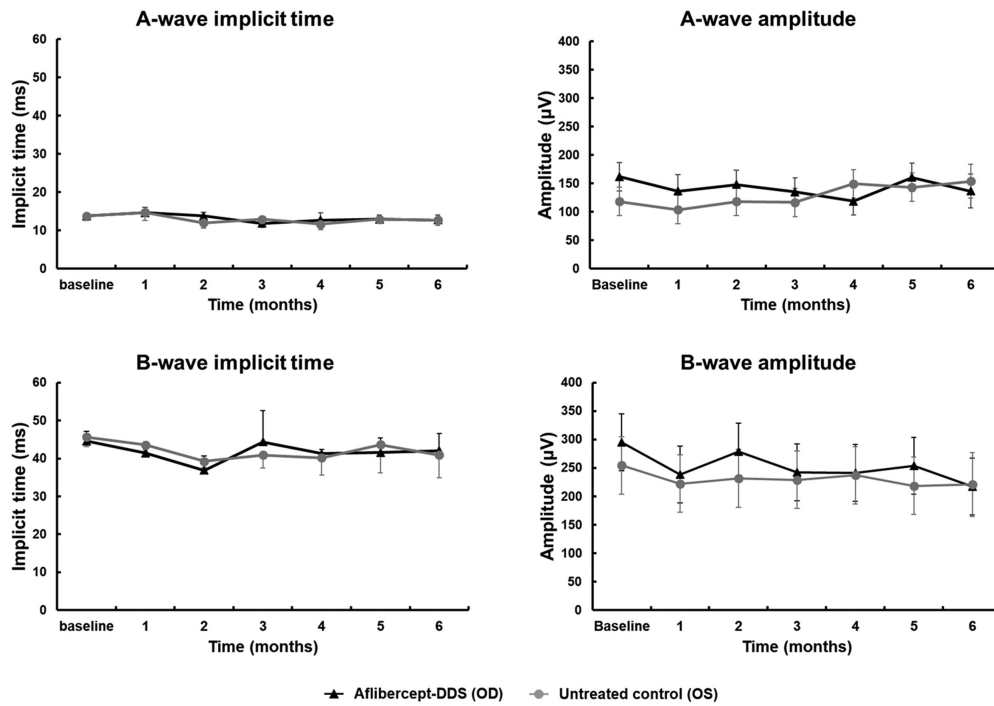 A-wave implicit time
Implicit time (ms)
60
50
40
30
20
10
0
baseline 1 2 3 4 5 6
Time (months)
A-wave amplitude
Amplitude (μV)
400
350
300
250
200
150
100
50
0
Baseline 1 2 3 4 5 6
Time (months)
B-wave implicit time
Implicit time (ms)
60
50
40
30
20
10
0
baseline 1 2 3 4 5 6
Time (months)
B-wave amplitude
Amplitude (μV)
400
350
300
250
200
150
100
50
0
Baseline 1 2 3 4 5 6
Time (months)
Aflibercept-DDS (OD) Untreated control (OS)